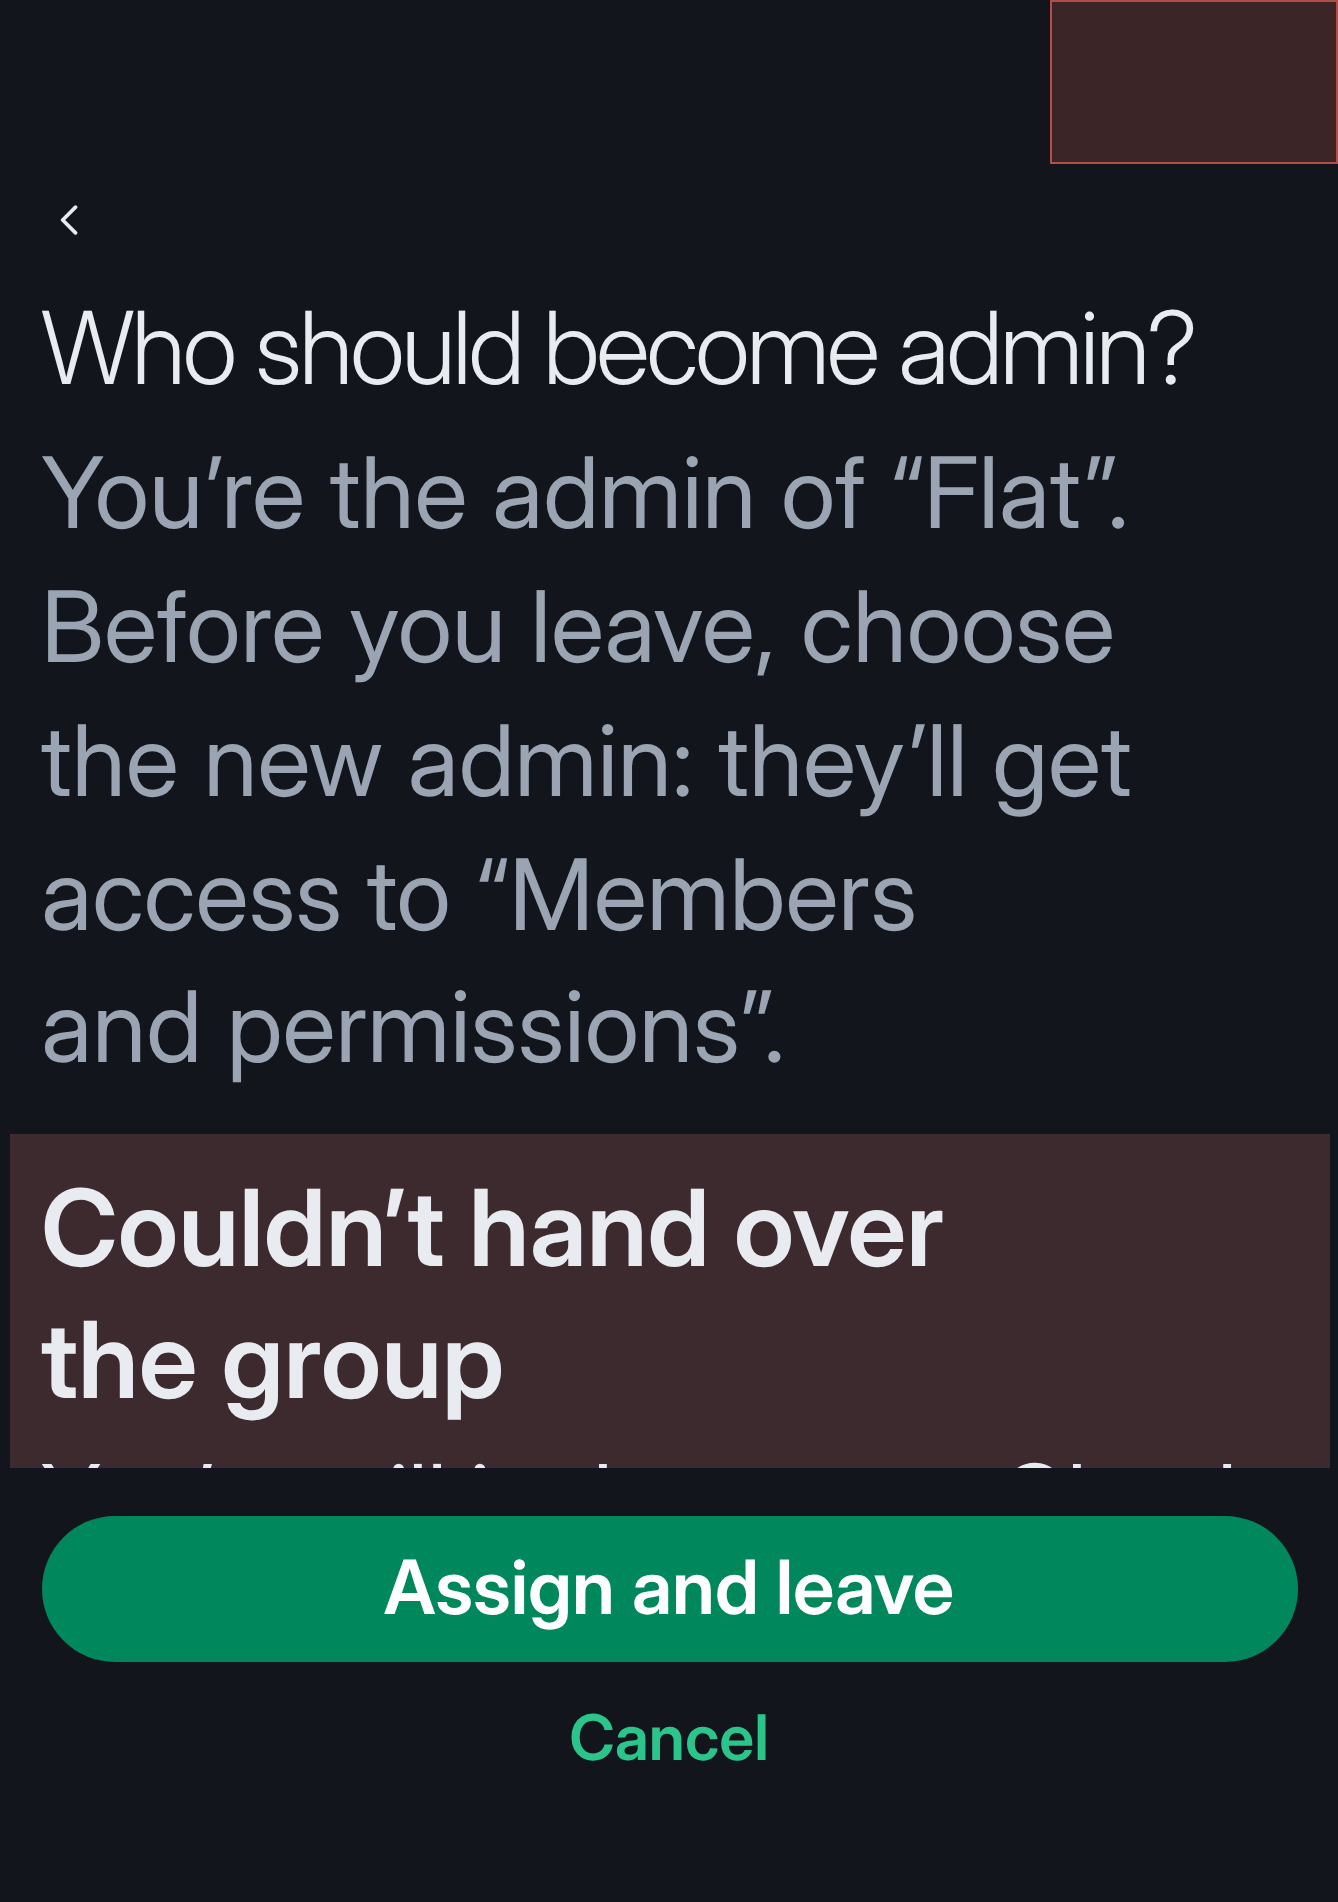 Who should become admin?
You’re the admin of “Flat”.
Before you leave, choose
the new admin: they’ll get
access to “Members
and permissions”.
Couldn’t hand over
the group
Assign and leave
Cancel